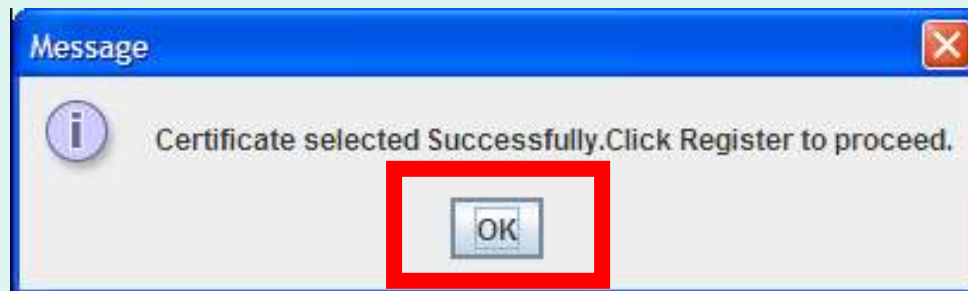 Message
Certificate selected Successfully.Click Register to proceed.
OK